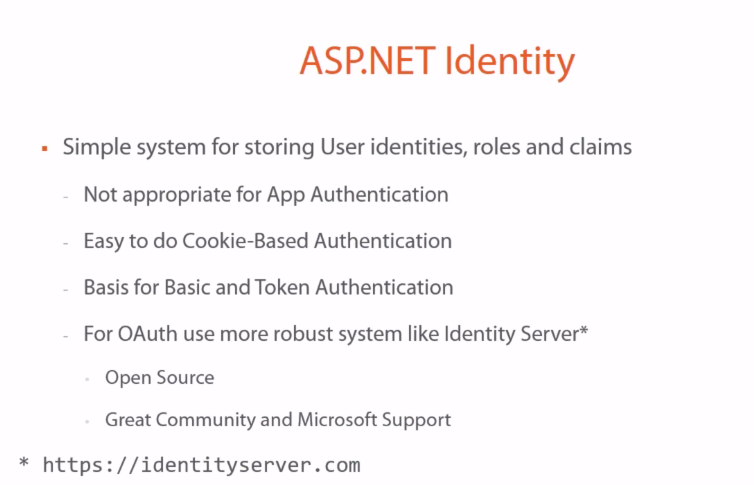 ASP.NET Identity
▪ Simple system for storing User identities, roles and claims
- Not appropriate for App Authentication
- Easy to do Cookie-Based Authentication
- Basis for Basic and Token Authentication
- For OAuth use more robust system like Identity Server*
• Open Source
• Great Community and Microsoft Support
* https://identityserver.com